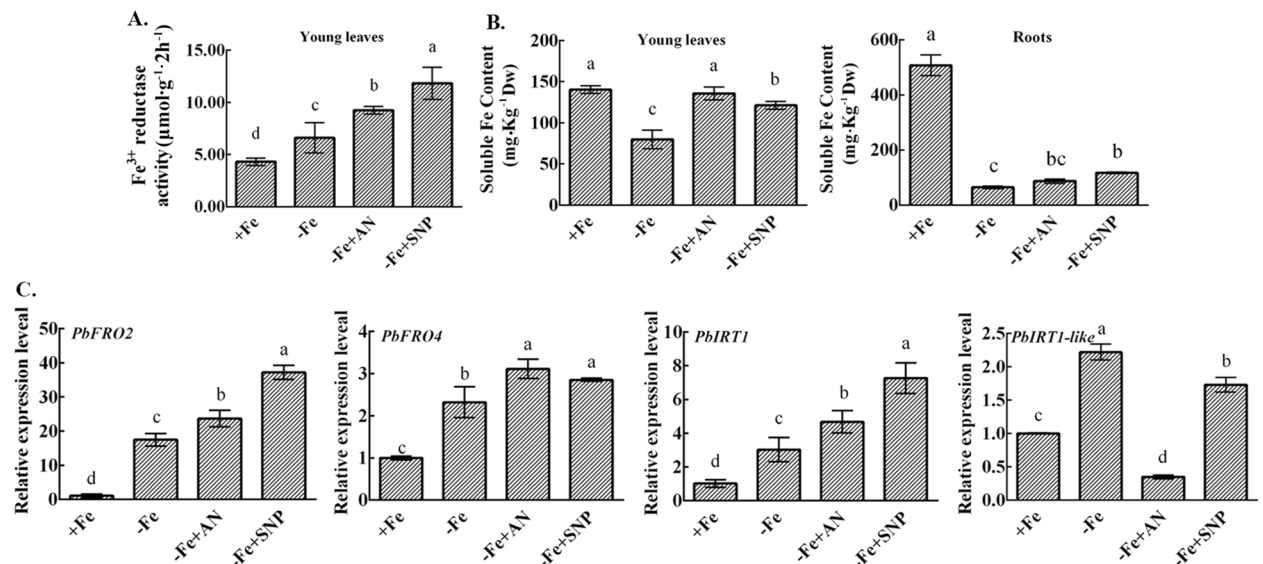 A.
Young leaves
Fe3+ reductase
activity (μmol·g-1·2h-1)
15.00
10.00
5.00
0.00
d
c
b
a
+Fe
-Fe
-Fe+AN
-Fe+SNP
B.
Young leaves
Soluble Fe Content
(mg·Kg-1Dw)
200
150
100
50
0
a
c
a
b
+Fe
-Fe
-Fe+AN
-Fe+SNP
Roots
Soluble Fe Content
(mg·Kg-1Dw)
600
400
200
0
a
c
bc
b
+Fe
-Fe
-Fe+AN
-Fe+SNP
C.
PbFRO2
Relative expression leveal
50
40
30
20
10
0
d
c
b
a
+Fe
-Fe
-Fe+AN
-Fe+SNP
PbFRO4
Relative expression leveal
4
3
2
1
0
c
b
a
a
+Fe
-Fe
-Fe+AN
-Fe+SNP
PbIRT1
Relative expression leveal
10
8
6
4
2
0
d
c
b
a
+Fe
-Fe
-Fe+AN
-Fe+SNP
PbIRT1-like
Relative expression leveal
2.5
2.0
1.5
1.0
0.5
0.0
c
a
d
b
+Fe
-Fe
-Fe+AN
-Fe+SNP